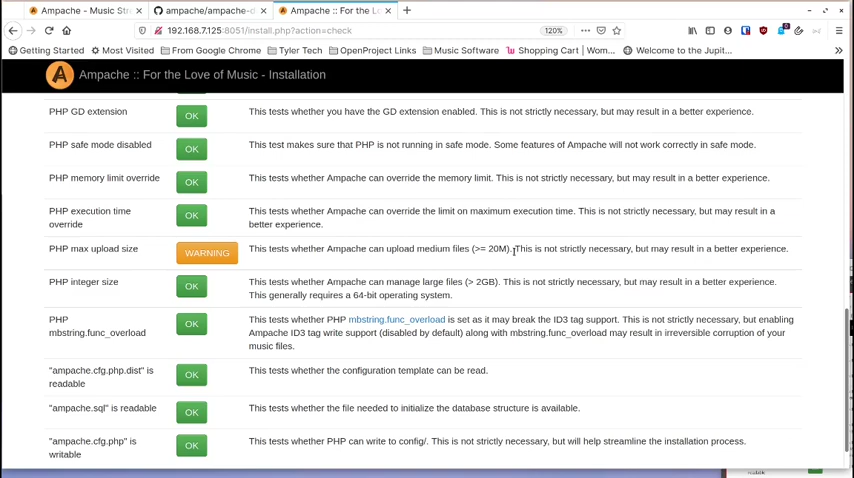 Ampache - Music Str
ampache/ampache-d
Ampache :: For the Lo
192.168.7.125:8051/install.php?action=check
120%
Getting Started
Most Visited
From Google Chrome
Tyler Tech
OpenProject Links
Music Software
Shopping Cart | Wom...
Welcome to the Jupit...
Ampache :: For the Love of Music - Installation
PHP GD extension
OK
This tests whether you have the GD extension enabled. This is not strictly necessary, but may result in a better experience.
PHP safe mode disabled
OK
This test makes sure that PHP is not running in safe mode. Some features of Ampache will not work correctly in safe mode.
PHP memory limit override
OK
This tests whether Ampache can override the memory limit. This is not strictly necessary, but may result in a better experience.
PHP execution time
override
OK
This tests whether Ampache can override the limit on maximum execution time. This is not strictly necessary, but may result in a
better experience.
PHP max upload size
WARNING
This tests whether Ampache can upload medium files (>= 20M). This is not strictly necessary, but may result in a better experience.
PHP integer size
OK
This tests whether Ampache can manage large files (> 2GB). This is not strictly necessary, but may result in a better experience.
This generally requires a 64-bit operating system.
PHP
mbstring.func_overload
OK
This tests whether PHP mbstring.func_overload is set as it may break the ID3 tag support. This is not strictly necessary, but enabling
Ampache ID3 tag write support (disabled by default) along with mbstring.func_overload may result in irreversible corruption of your
music files.
"ampache.cfg.php.dist" is
readable
OK
This tests whether the configuration template can be read.
"ampache.sql" is readable
OK
This tests whether the file needed to initialize the database structure is available.
"ampache.cfg.php" is
writable
OK
This tests whether PHP can write to config/. This is not strictly necessary, but will help streamline the installation process.